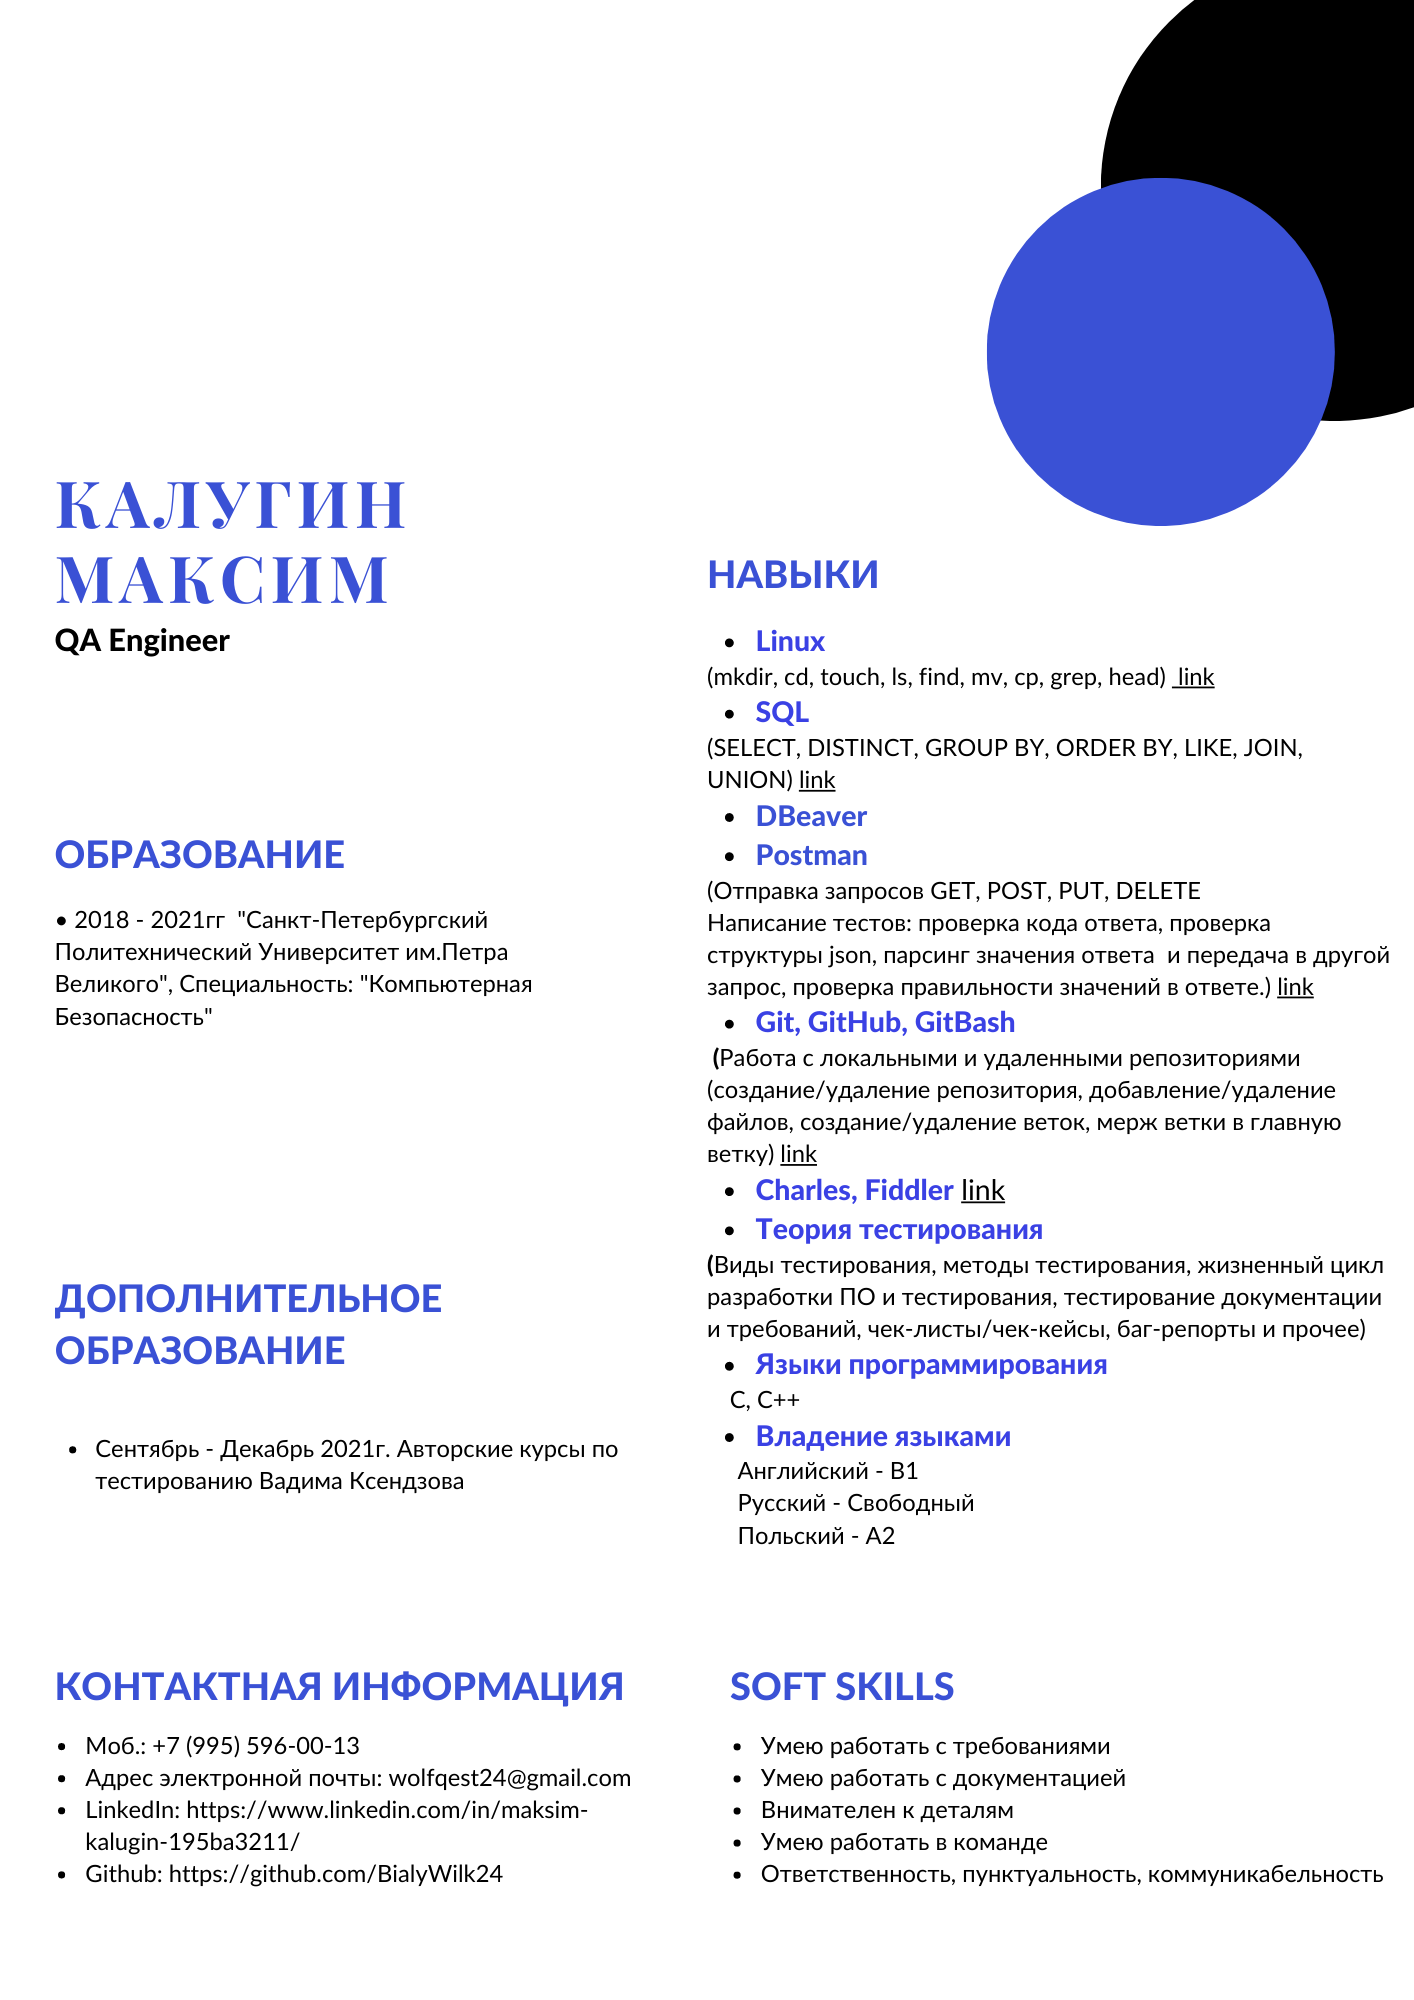 КАЛУГИН
МАКСИМ
QA Engineer
ОБРАЗОВАНИЕ
• 2018 - 2021гг "Санкт-Петербургский
Политехнический Университет им.Петра
Великого", Специальность: "Компьютерная
Безопасность"
ДОПОЛНИТЕЛЬНОЕ
ОБРАЗОВАНИЕ
• Сентябрь - Декабрь 2021г. Авторские курсы по
тестированию Вадима Ксендзова
НАВЫКИ
• Linux
(mkdir, cd, touch, ls, find, mv, cp, grep, head) link
• SQL
(SELECT, DISTINCT, GROUP BY, ORDER BY, LIKE, JOIN,
UNION) link
• DBeaver
• Postman
(Отправка запросов GET, POST, PUT, DELETE
Написание тестов: проверка кода ответа, проверка
структуры json, парсинг значения ответа и передача в другой
запрос, проверка правильности значений в ответе.) link
• Git, GitHub, GitBash
(Работа с локальными и удаленными репозиториями
(создание/удаление репозитория, добавление/удаление
файлов, создание/удаление веток, мерж ветки в главную
ветку) link
• Charles, Fiddler link
• Теория тестирования
(Виды тестирования, методы тестирования, жизненный цикл
разработки ПО и тестирования, тестирование документации
и требований, чек-листы/чек-кейсы, баг-репорты и прочее)
• Языки программирования
C, C++
• Владение языками
Английский - B1
Русский - Свободный
Польский - А2
КОНТАКТНАЯ ИНФОРМАЦИЯ
• Моб.: +7 (995) 596-00-13
• Адрес электронной почты: wolfqest24@gmail.com
• LinkedIn: https://www.linkedin.com/in/maksim-
kalugin-195ba3211/
• Github: https://github.com/BialyWilk24
SOFT SKILLS
• Умею работать с требованиями
• Умею работать с документацией
• Внимателен к деталям
• Умею работать в команде
• Ответственность, пунктуальность, коммуникабельность